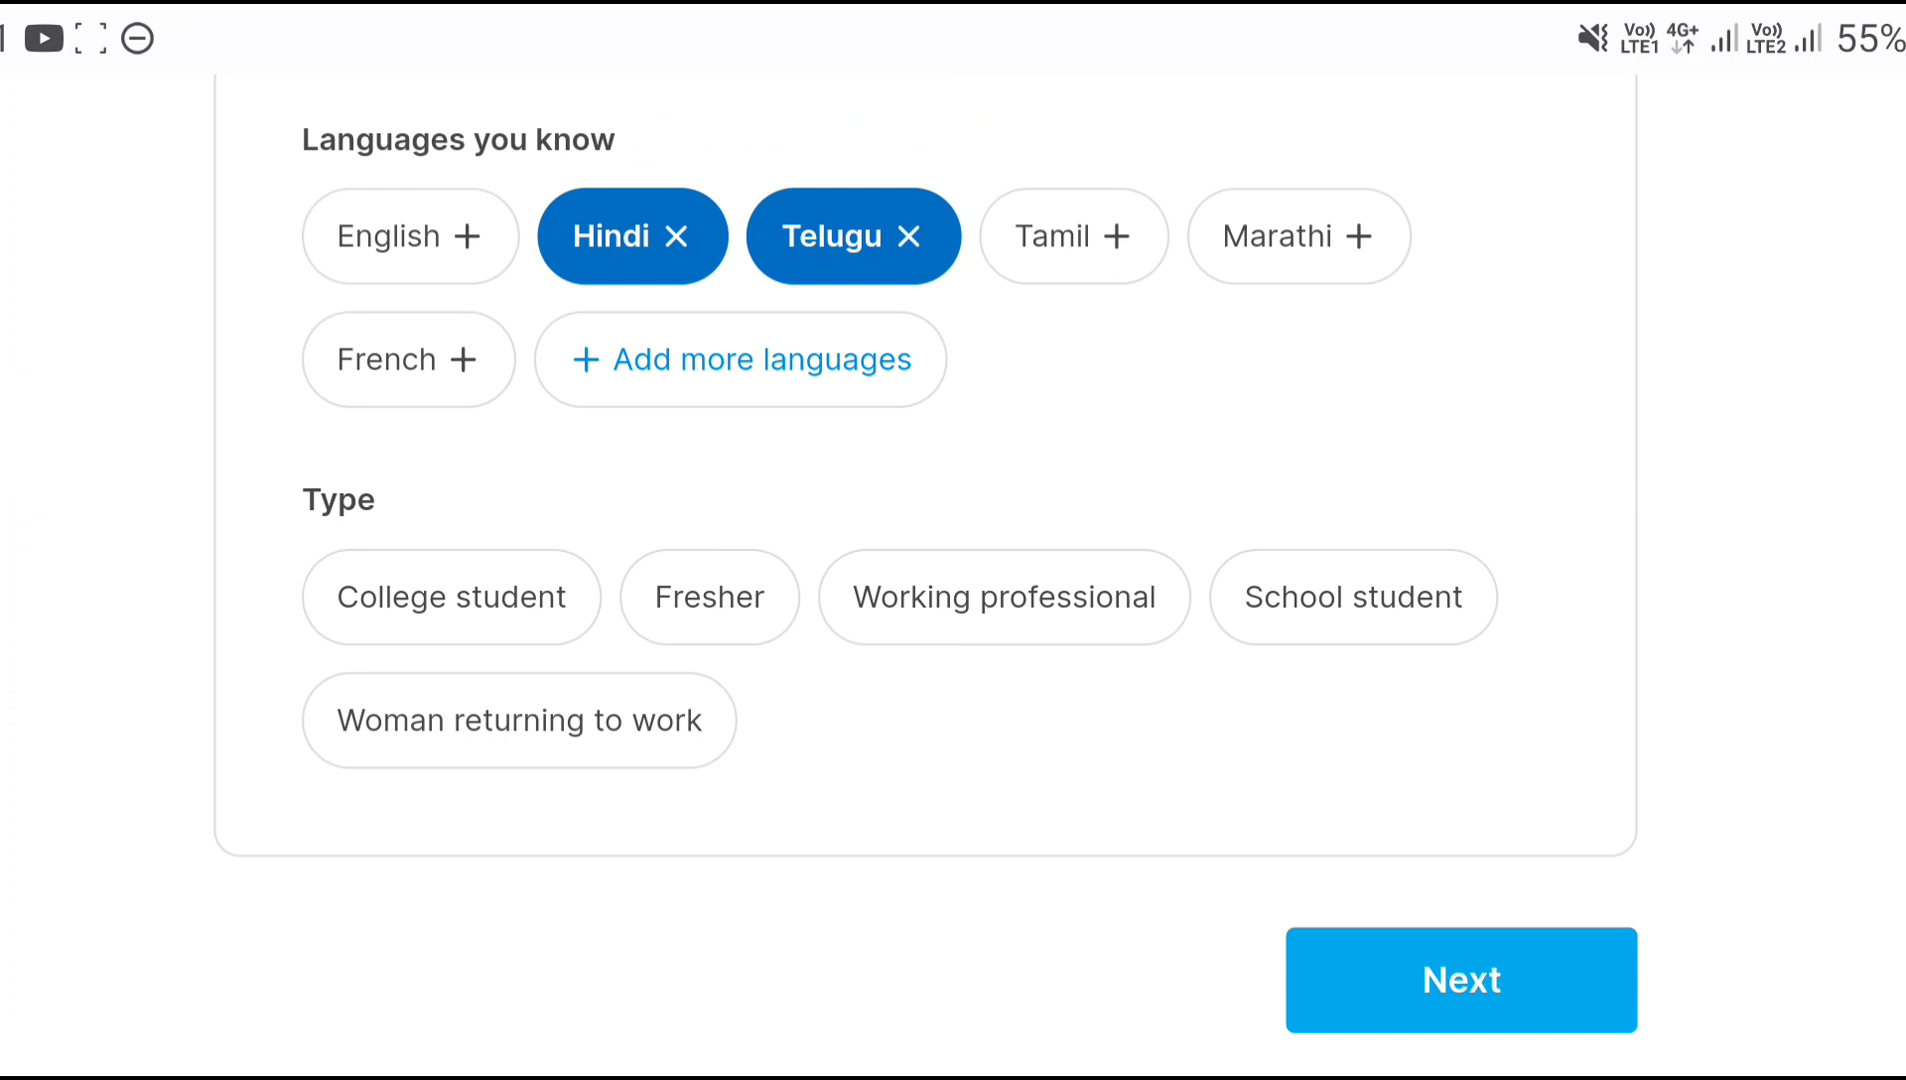 Vo)) LTE1 4G+ Vo)) LTE2 55%
Languages you know
English + Hindi × Telugu × Tamil + Marathi +
French + + Add more languages
Type
College student Fresher Working professional School student
Woman returning to work
Next